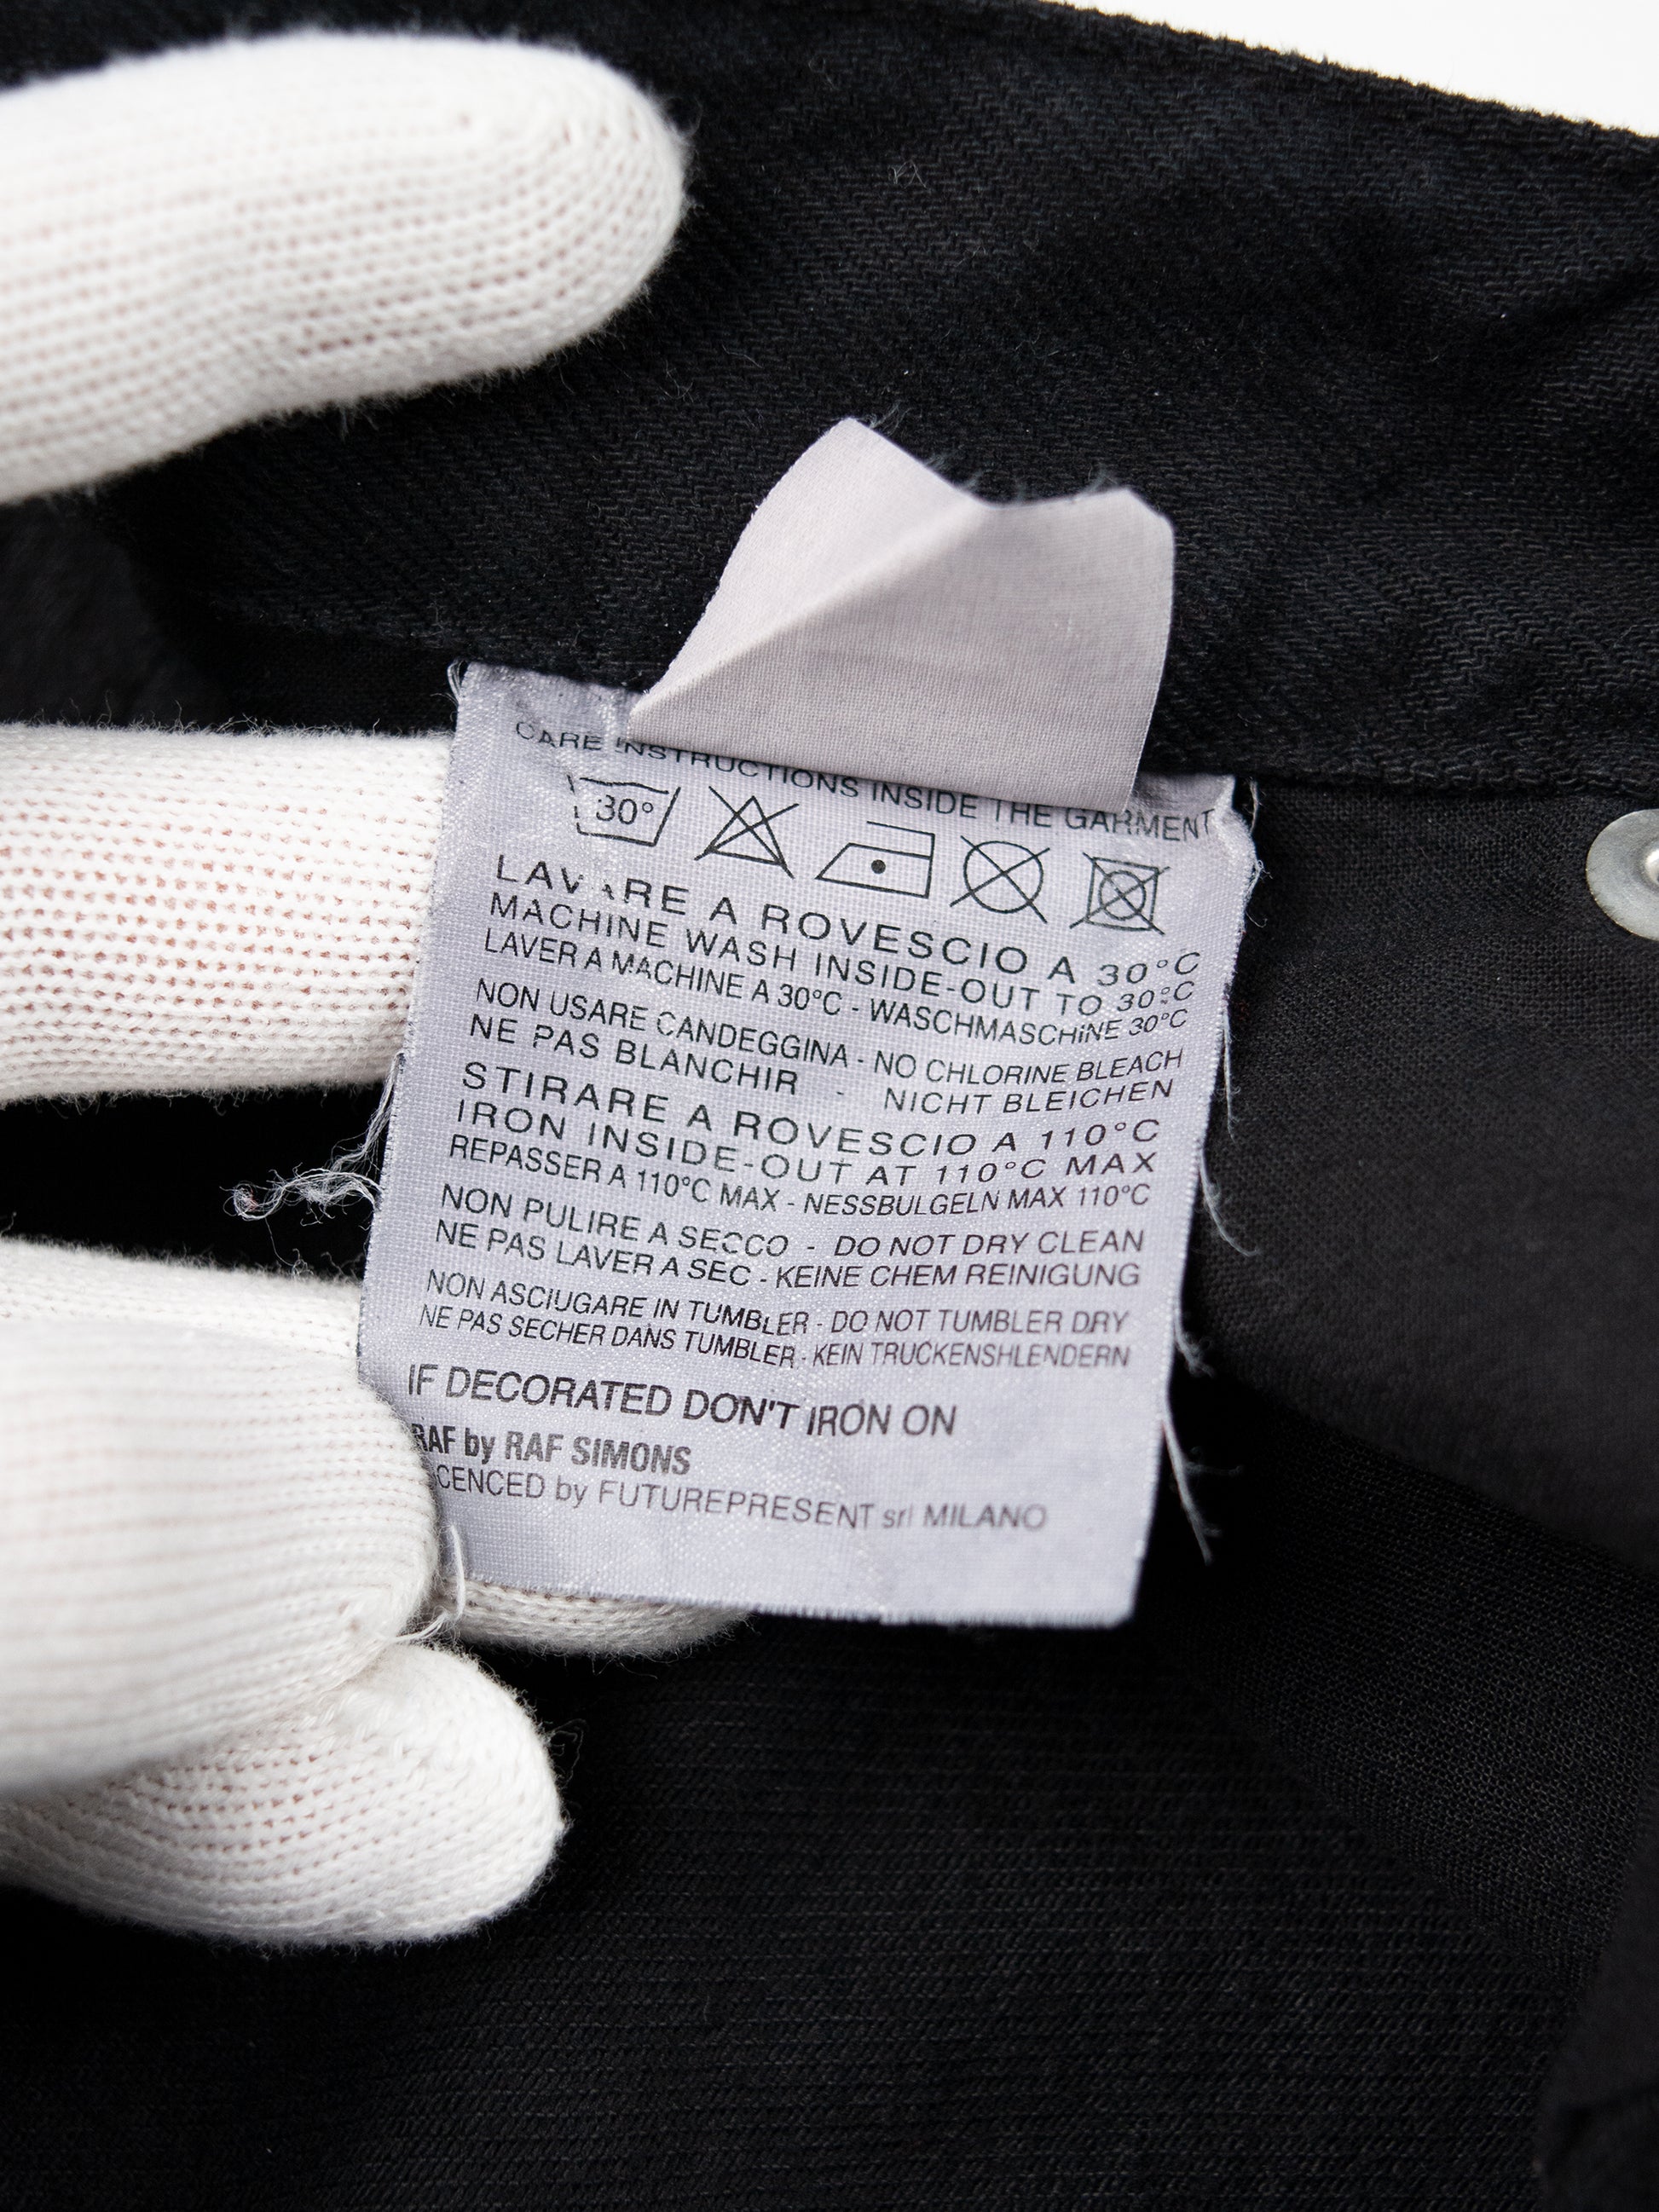 CARE INSTRUCTIONS INSIDE THE GARMENT
30°
LAVARE A ROVESCIO A 30°C
MACHINE WASH INSIDE-OUT TO 30°C
LAVER A MACHINE A 30°C - WASCHMASCHINE 30°C
NON USARE CANDEGGINA - NO CHLORINE BLEACH
NE PAS BLANCHIR - NICHT BLEICHEN
STIRARE A ROVESCIO A 110°C
IRON INSIDE-OUT AT 110°C MAX
REPASSER A 110°C MAX - NESSBULGELN MAX 110°C
NON PULIRE A SECCO - DO NOT DRY CLEAN
NE PAS LAVER A SEC - KEINE CHEM REINIGUNG
NON ASCIUGARE IN TUMBLER - DO NOT TUMBLER DRY
NE PAS SECHER DANS TUMBLER - KEIN TRUCKENSHLENDERN
IF DECORATED DON'T IRON ON
RAF by RAF SIMONS
CENCED by FUTUREPRESENT srl MILANO